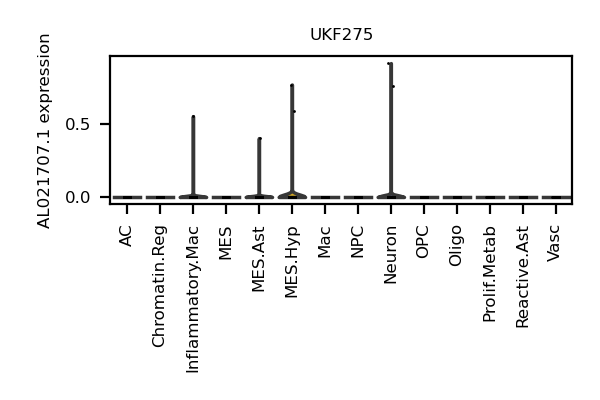 UKF275
AL021707.1 expression
0.5
0.0
AC
Chromatin.Reg
Inflammatory.Mac
MES
MES.Ast
MES.Hyp
Mac
NPC
Neuron
OPC
Oligo
Prolif.Metab
Reactive.Ast
Vasc